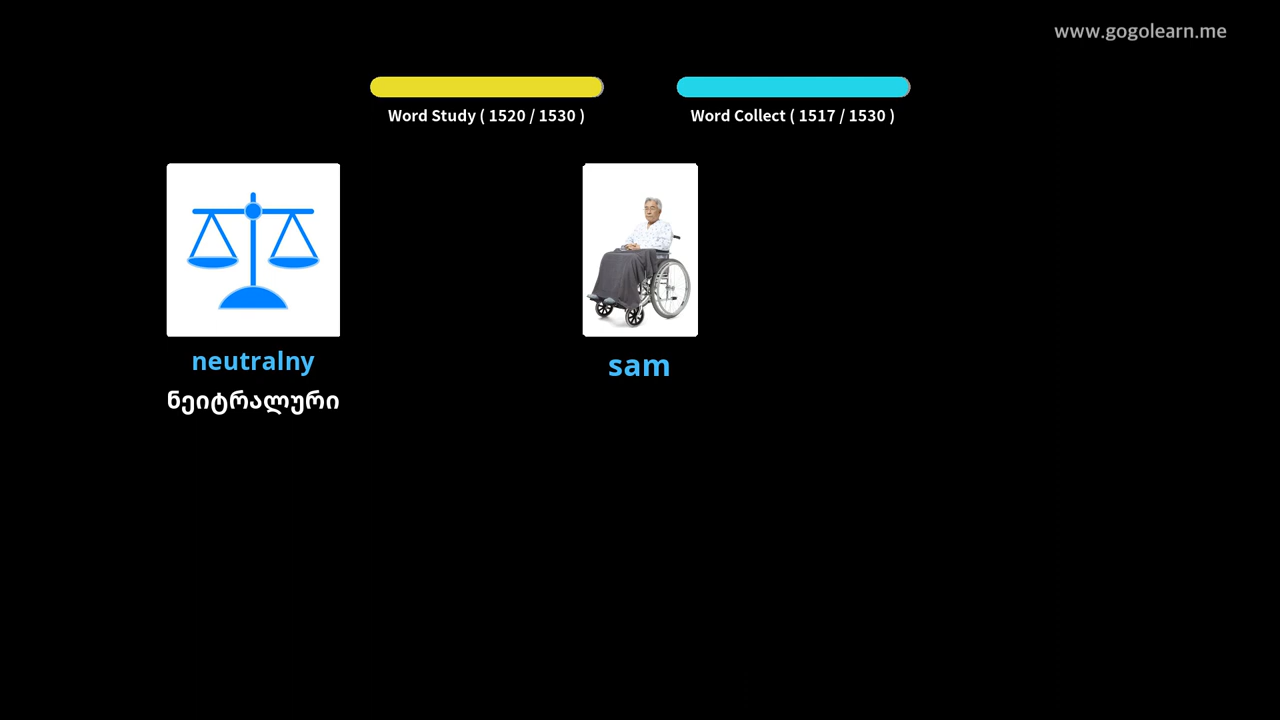 www.gogolearn.me
Word Study ( 1520 / 1530 )
Word Collect ( 1517 / 1530 )
neutralny
ნეიტრალური
sam